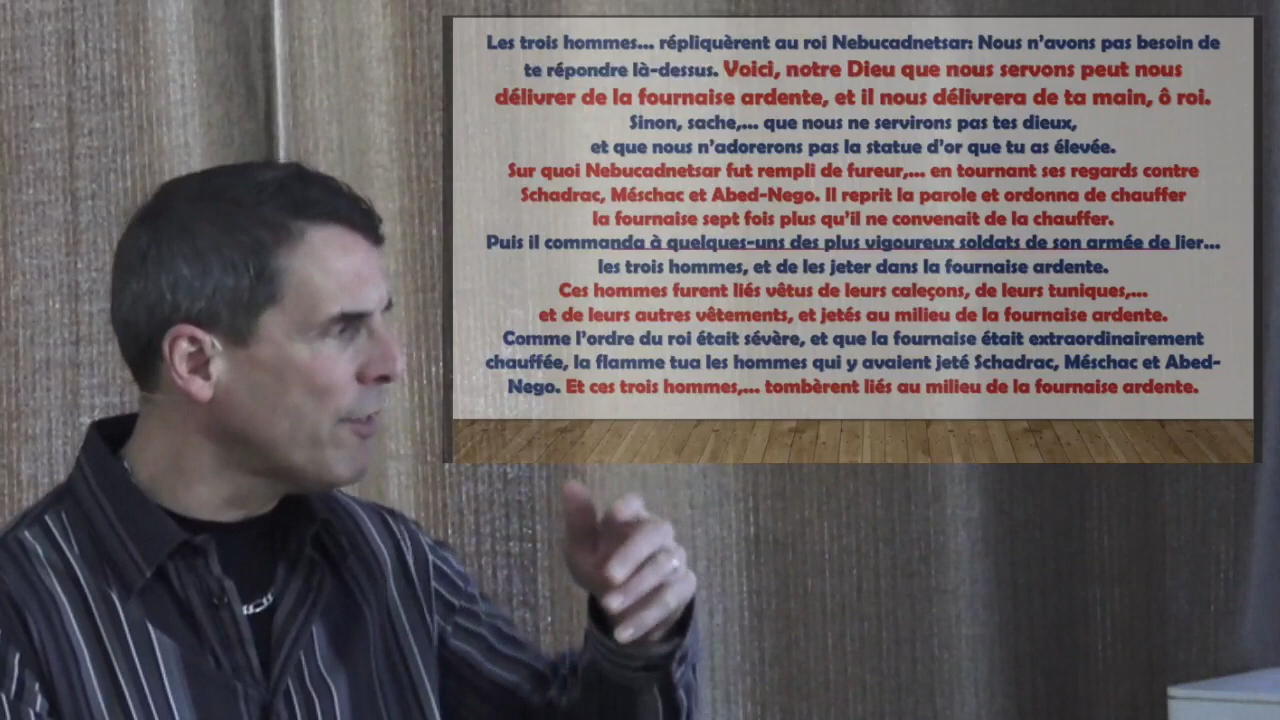 Les trois hommes... répliquèrent au roi Nebucadnetsar: Nous n'avons pas besoin de
te répondre là-dessus. Voici, notre Dieu que nous servons peut nous
délivrer de la fournaise ardente, et il nous délivrera de ta main, ô roi.
Sinon, sache,... que nous ne servirons pas tes dieux,
et que nous n'adorerons pas la statue d'or que tu as élevée.
Sur quoi Nebucadnetsar fut rempli de fureur,... en tournant ses regards contre
Schadrac, Méschac et Abed-Nego. Il reprit la parole et ordonna de chauffer
la fournaise sept fois plus qu'il ne convenait de la chauffer.
Puis il commanda à quelques-uns des plus vigoureux soldats de son armée de lier...
les trois hommes, et de les jeter dans la fournaise ardente.
Ces hommes furent liés vêtus de leurs caleçons, de leurs tuniques,...
et de leurs autres vêtements, et jetés au milieu de la fournaise ardente.
Comme l'ordre du roi était sévère, et que la fournaise était extraordinairement
chauffée, la flamme tua les hommes qui y avaient jeté Schadrac, Méschac et Abed-
Nego. Et ces trois hommes,... tombèrent liés au milieu de la fournaise ardente.